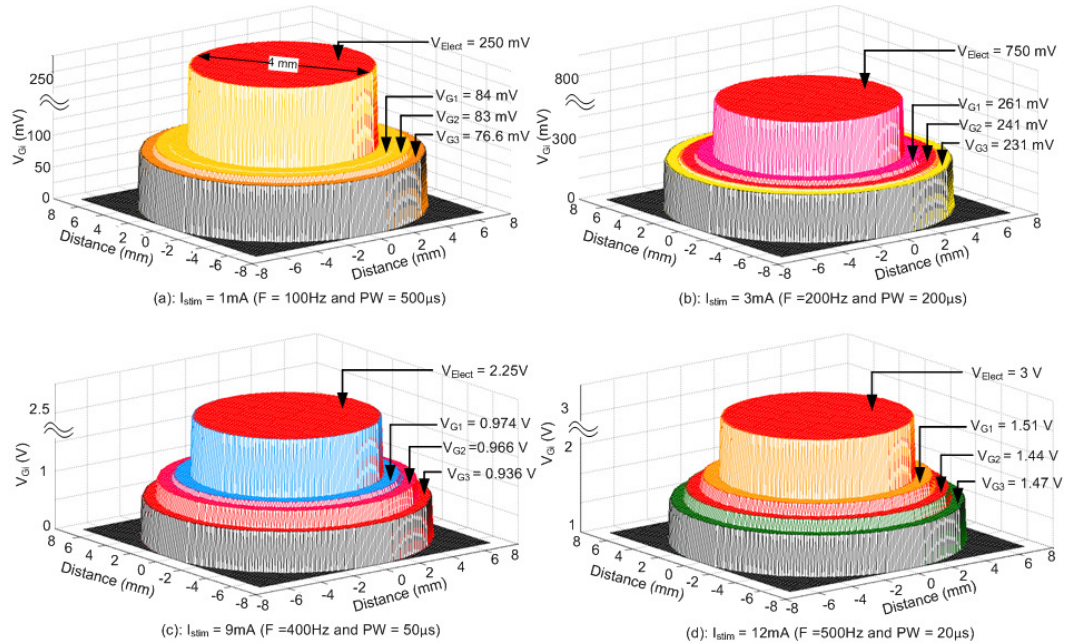 V_Elect = 250 mV
4 mm
V_G1 = 84 mV
V_G2 = 83 mV
V_G3 = 76.6 mV
V_Gi (mV)
250
100
50
0
8
6
4
2
0
-2
-4
-6
-8
Distance (mm)
-8
-6
-4
-2
0
2
4
6
8
Distance (mm)
(a): I_stim = 1mA (F = 100Hz and PW = 500µs)
V_Elect = 750 mV
V_G1 = 261 mV
V_G2 = 241 mV
V_G3 = 231 mV
V_Gi (mV)
800
300
0
8
6
4
2
0
-2
-4
-6
-8
Distance (mm)
-8
-6
-4
-2
0
2
4
6
8
Distance (mm)
(b): I_stim = 3mA (F =200Hz and PW = 200µs)
V_Elect = 2.25V
V_G1 = 0.974 V
V_G2 =0.966 V
V_G3 = 0.936 V
V_Gi (V)
2.5
1
0
8
6
4
2
0
-2
-4
-6
-8
Distance (mm)
-8
-6
-4
-2
0
2
4
6
8
Distance (mm)
(c): I_stim = 9mA (F =400Hz and PW = 50µs)
V_Elect = 3 V
V_G1 = 1.51 V
V_G2 = 1.44 V
V_G3 = 1.47 V
V_Gi (V)
3
2
1
8
6
4
2
0
-2
-4
-6
-8
Distance (mm)
-8
-6
-4
-2
0
2
4
6
8
Distance (mm)
(d): I_stim = 12mA (F =500Hz and PW = 20µs)